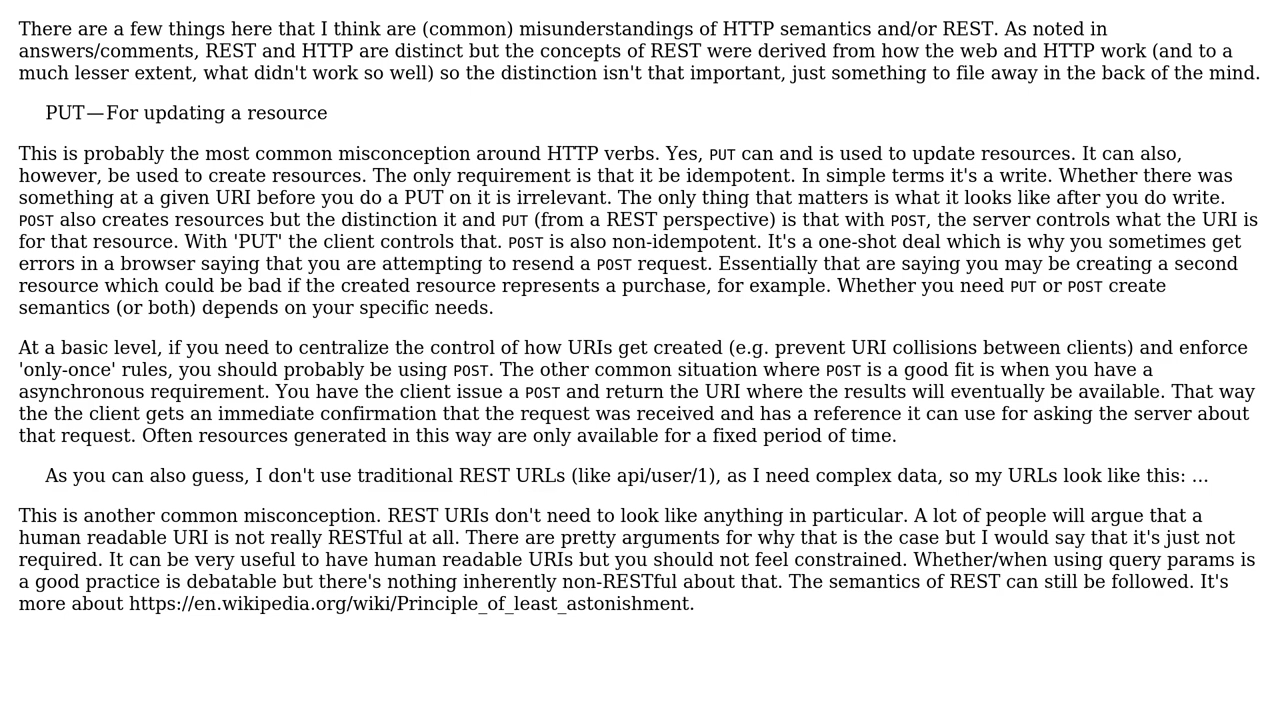 There are a few things here that I think are (common) misunderstandings of HTTP semantics and/or REST. As noted in
answers/comments, REST and HTTP are distinct but the concepts of REST were derived from how the web and HTTP work (and to a
much lesser extent, what didn't work so well) so the distinction isn't that important, just something to file away in the back of the mind.
PUT—For updating a resource
This is probably the most common misconception around HTTP verbs. Yes, PUT can and is used to update resources. It can also,
however, be used to create resources. The only requirement is that it be idempotent. In simple terms it's a write. Whether there was
something at a given URI before you do a PUT on it is irrelevant. The only thing that matters is what it looks like after you do write.
POST also creates resources but the distinction it and PUT (from a REST perspective) is that with POST, the server controls what the URI is
for that resource. With 'PUT' the client controls that. POST is also non-idempotent. It's a one-shot deal which is why you sometimes get
errors in a browser saying that you are attempting to resend a POST request. Essentially that are saying you may be creating a second
resource which could be bad if the created resource represents a purchase, for example. Whether you need PUT or POST create
semantics (or both) depends on your specific needs.
At a basic level, if you need to centralize the control of how URIs get created (e.g. prevent URI collisions between clients) and enforce
'only-once' rules, you should probably be using POST. The other common situation where POST is a good fit is when you have a
asynchronous requirement. You have the client issue a POST and return the URI where the results will eventually be available. That way
the the client gets an immediate confirmation that the request was received and has a reference it can use for asking the server about
that request. Often resources generated in this way are only available for a fixed period of time.
As you can also guess, I don't use traditional REST URLs (like api/user/1), as I need complex data, so my URLs look like this: ...
This is another common misconception. REST URIs don't need to look like anything in particular. A lot of people will argue that a
human readable URI is not really RESTful at all. There are pretty arguments for why that is the case but I would say that it's just not
required. It can be very useful to have human readable URIs but you should not feel constrained. Whether/when using query params is
a good practice is debatable but there's nothing inherently non-RESTful about that. The semantics of REST can still be followed. It's
more about https://en.wikipedia.org/wiki/Principle_of_least_astonishment.